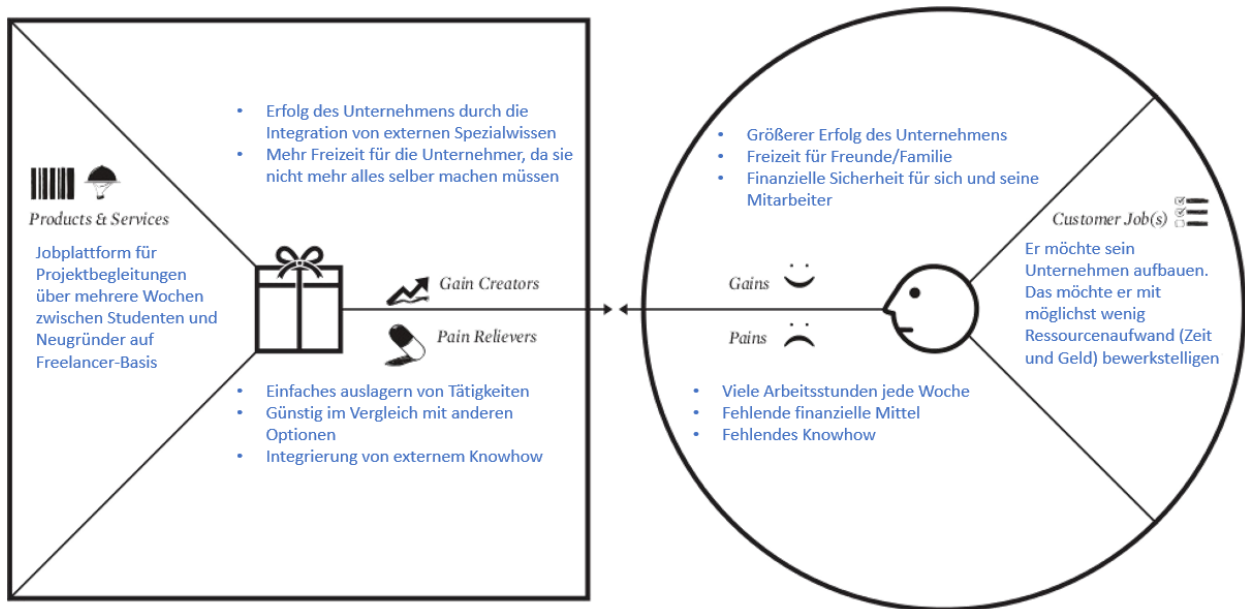 • Erfolg des Unternehmens durch die
Integration von externen Spezialwissen
• Mehr Freizeit für die Unternehmer, da sie
nicht mehr alles selber machen müssen
Products & Services
Jobplattform für
Projektbegleitungen
über mehrere Wochen
zwischen Studenten und
Neugründer auf
Freelancer-Basis
Gain Creators
Pain Relievers
• Einfaches auslagern von Tätigkeiten
• Günstig im Vergleich mit anderen
Optionen
• Integrierung von externem Knowhow
• Größerer Erfolg des Unternehmens
• Freizeit für Freunde/Familie
• Finanzielle Sicherheit für sich und seine
Mitarbeiter
Gains
Pains
• Viele Arbeitsstunden jede Woche
• Fehlende finanzielle Mittel
• Fehlendes Knowhow
Customer Job(s)
Er möchte sein
Unternehmen aufbauen.
Das möchte er mit
möglichst wenig
Ressourcenaufwand (Zeit
und Geld) bewerkstelligen